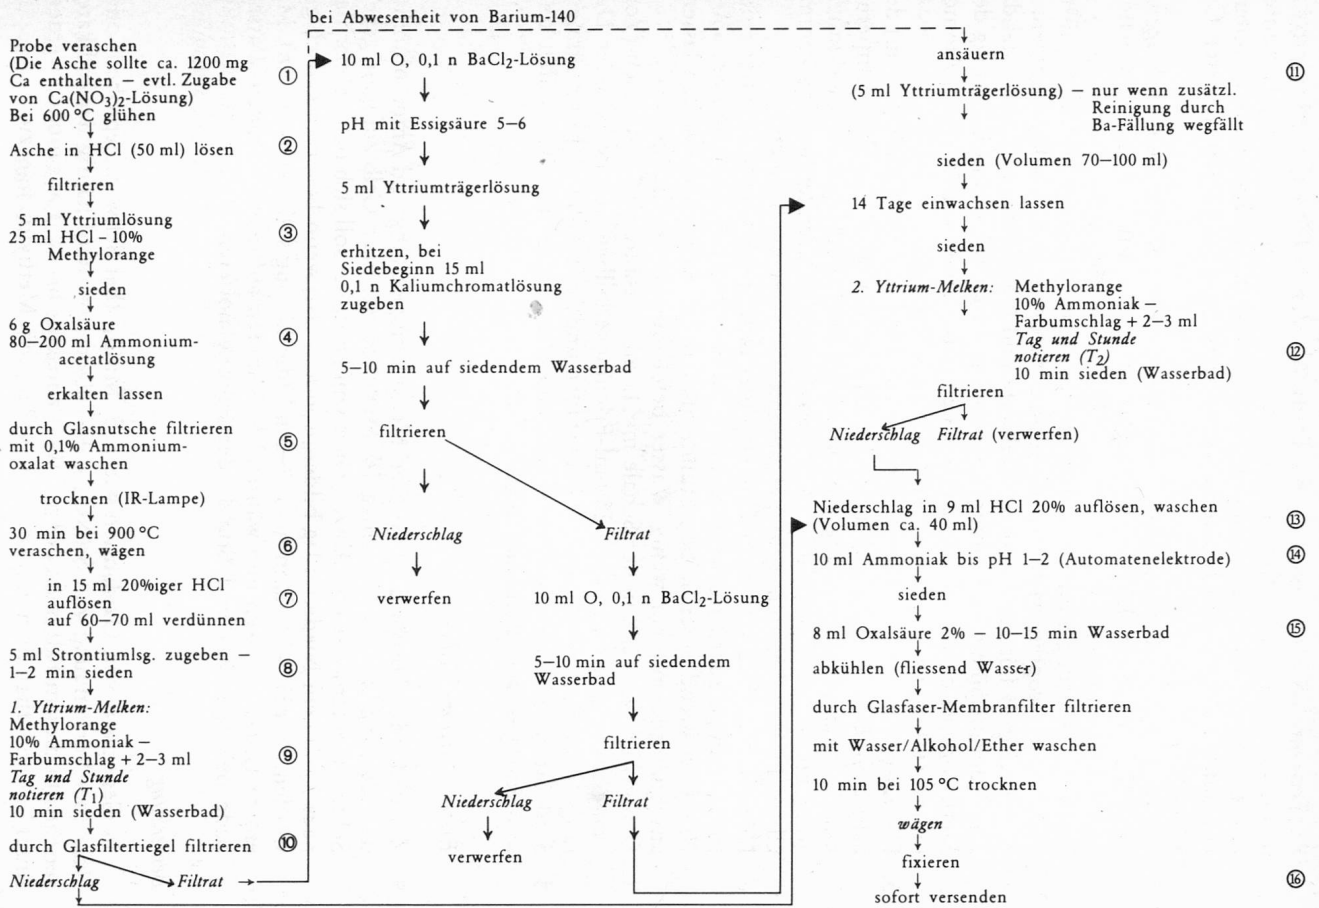 bei Abwesenheit von Barium-140
Probe veraschen
(Die Asche sollte ca. 1200 mg
Ca enthalten — evtl. Zugabe
von Ca(NO₃)₂-Lösung)
Bei 600 °C glühen
①
Asche in HCl (50 ml) lösen
②
filtrieren
5 ml Yttriumlösung
25 ml HCl – 10%
Methylorange
③
sieden
6 g Oxalsäure
80–200 ml Ammonium-
acetatlösung
④
erkalten lassen
durch Glasnutsche filtrieren
mit 0,1% Ammonium-
oxalat waschen
⑤
trocknen (IR-Lampe)
30 min bei 900 °C
veraschen, wägen
⑥
in 15 ml 20%iger HCl
auflösen
auf 60–70 ml verdünnen
⑦
5 ml Strontiumlsg. zugeben —
1–2 min sieden
⑧
1. Yttrium-Melken:
Methylorange
10% Ammoniak —
Farbumschlag + 2–3 ml
Tag und Stunde
notieren (T₁)
10 min sieden (Wasserbad)
⑨
durch Glasfiltertiegel filtrieren
⑩
Niederschlag Filtrat
10 ml O, 0,1 n BaCl₂-Lösung
pH mit Essigsäure 5–6
5 ml Yttriumträgerlösung
erhitzen, bei
Siedebeginn 15 ml
0,1 n Kaliumchromatlösung
zugeben
5–10 min auf siedendem Wasserbad
filtrieren
Niederschlag Filtrat
verwerfen
10 ml O, 0,1 n BaCl₂-Lösung
5–10 min auf siedendem
Wasserbad
filtrieren
Niederschlag Filtrat
verwerfen
ansäuern
⑪
(5 ml Yttriumträgerlösung) — nur wenn zusätzl.
Reinigung durch
Ba-Fällung wegfällt
sieden (Volumen 70–100 ml)
14 Tage einwachsen lassen
sieden
2. Yttrium-Melken: Methylorange
10% Ammoniak —
Farbumschlag + 2–3 ml
Tag und Stunde
notieren (T₂)
10 min sieden (Wasserbad)
⑫
filtrieren
Niederschlag Filtrat (verwerfen)
Niederschlag in 9 ml HCl 20% auflösen, waschen
(Volumen ca. 40 ml)
⑬
10 ml Ammoniak bis pH 1–2 (Automatenelektrode)
⑭
sieden
8 ml Oxalsäure 2% — 10–15 min Wasserbad
⑮
abkühlen (fliessend Wasser)
durch Glasfaser-Membranfilter filtrieren
mit Wasser/Alkohol/Ether waschen
10 min bei 105 °C trocknen
wägen
fixieren
sofort versenden
⑯